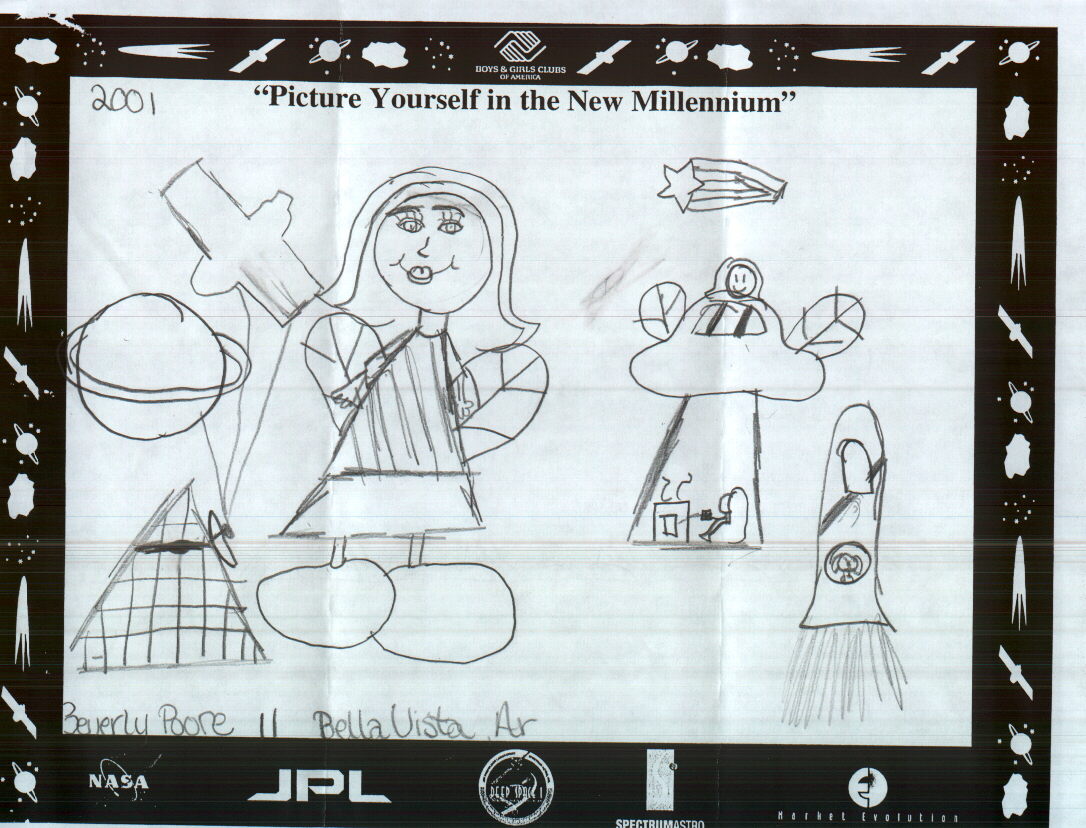 BOYS & GIRLS CLUBS
OF AMERICA
2001
“Picture Yourself in the New Millennium”
Beverly Poore 11 Bella Vista, Ar
NASA
JPL
DEEP SPACE 1
SPECTRUMASTRO
Market Evolution